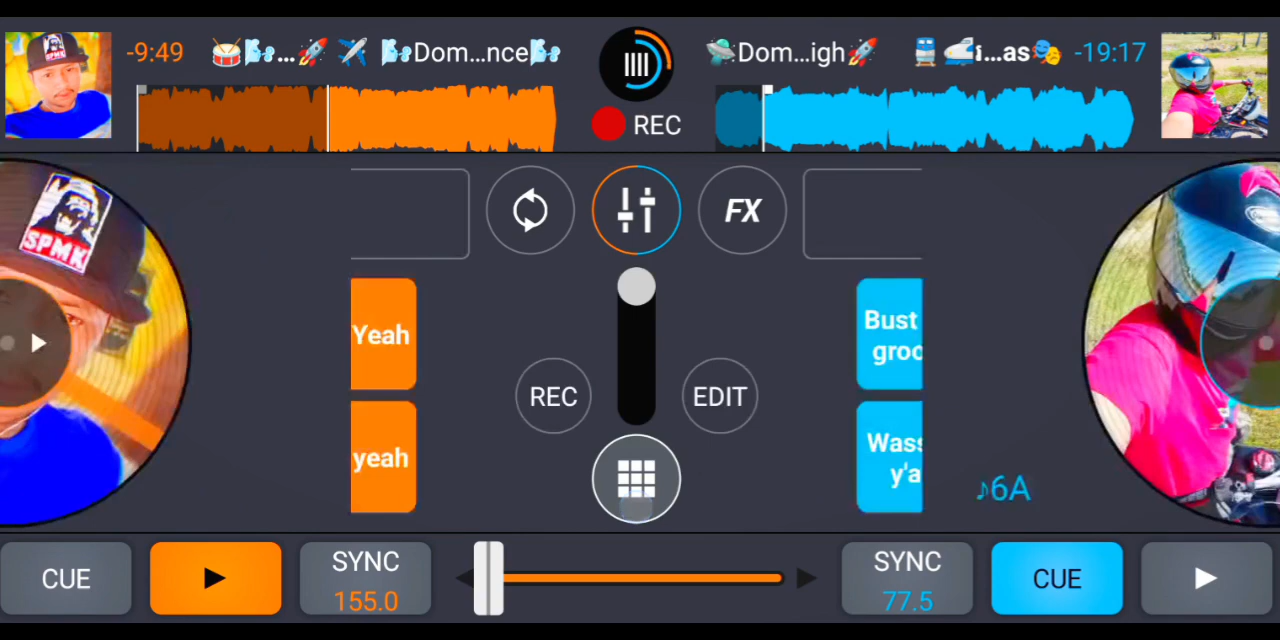 -9:49
🥁🌬️...🚀 ✈️ 🌬️Dom...nce🌬️
🛸Dom...igh🚀 🚆 🚄í...as🎭
-19:17
REC
SPMK
SPMK
FX
Yeah
Bust
groo
REC
EDIT
yeah
Wass
y'a
♪6A
CUE
SYNC
155.0
SYNC
77.5
CUE